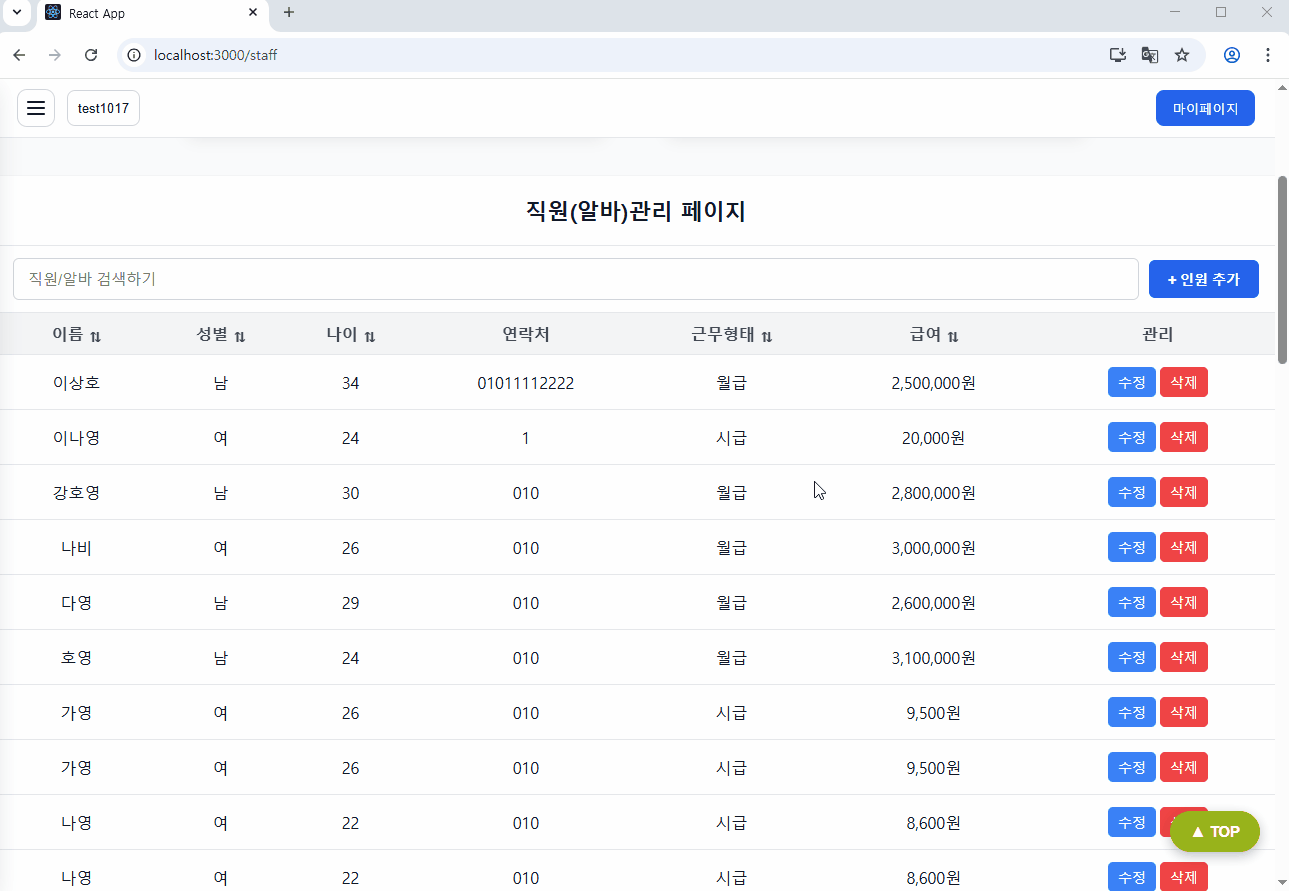 React App
localhost:3000/staff
test1017
마이페이지
직원(알바)관리 페이지
직원/알바 검색하기
+ 인원 추가
이름 ⇅ 성별 ⇅ 나이 ⇅ 연락처 근무형태 ⇅ 급여 ⇅ 관리
이상호 남 34 01011112222 월급 2,500,000원 수정 삭제
이나영 여 24 1 시급 20,000원 수정 삭제
강호영 남 30 010 월급 2,800,000원 수정 삭제
나비 여 26 010 월급 3,000,000원 수정 삭제
다영 남 29 010 월급 2,600,000원 수정 삭제
호영 남 24 010 월급 3,100,000원 수정 삭제
가영 여 26 010 시급 9,500원 수정 삭제
가영 여 26 010 시급 9,500원 수정 삭제
나영 여 22 010 시급 8,600원 수정
▲ TOP
나영 여 22 010 시급 8,600원 수정 삭제